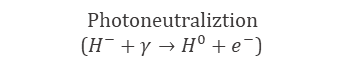 Photoneutraliztion
(H⁻ + γ → H⁰ + e⁻)